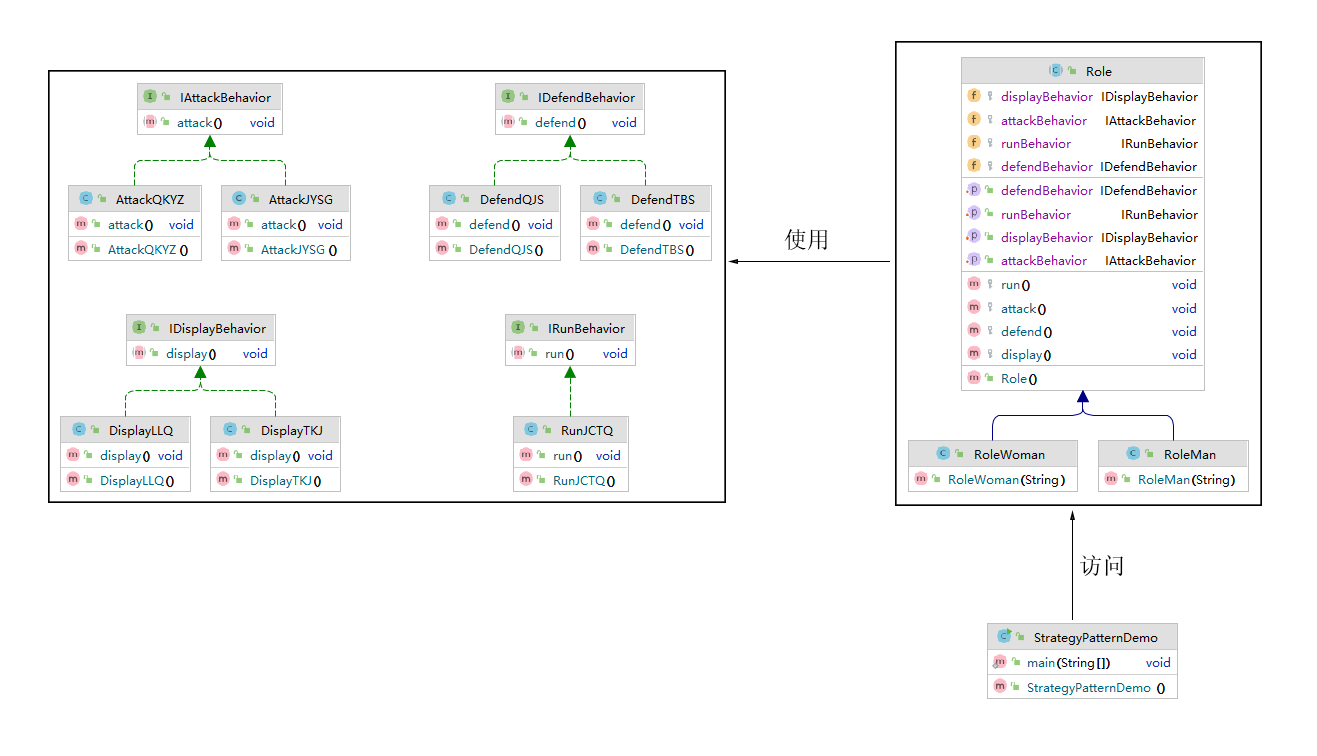 IAttackBehavior
attack() void
AttackQKYZ
attack() void
AttackQKYZ()
AttackJYSG
attack() void
AttackJYSG()
IDefendBehavior
defend() void
DefendQJS
defend() void
DefendQJS()
DefendTBS
defend() void
DefendTBS()
IDisplayBehavior
display() void
DisplayLLQ
display() void
DisplayLLQ()
DisplayTKJ
display() void
DisplayTKJ()
IRunBehavior
run() void
RunJCTQ
run() void
RunJCTQ()
使用
Role
displayBehavior IDisplayBehavior
attackBehavior IAttackBehavior
runBehavior IRunBehavior
defendBehavior IDefendBehavior
defendBehavior IDefendBehavior
runBehavior IRunBehavior
displayBehavior IDisplayBehavior
attackBehavior IAttackBehavior
run() void
attack() void
defend() void
display() void
Role()
RoleWoman
RoleWoman(String)
RoleMan
RoleMan(String)
访问
StrategyPatternDemo
main(String[]) void
StrategyPatternDemo()